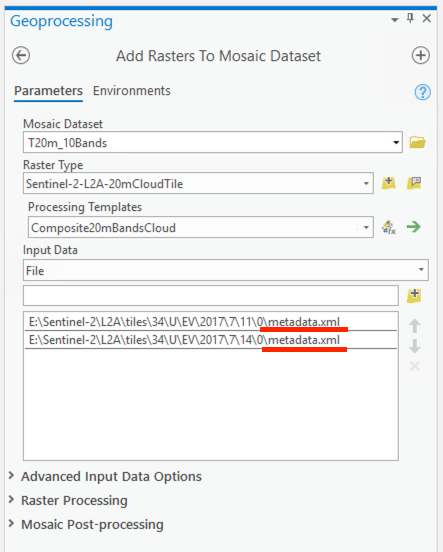 Geoprocessing
Add Rasters To Mosaic Dataset
Parameters Environments
Mosaic Dataset
T20m_10Bands
Raster Type
Sentinel-2-L2A-20mCloudTile
Processing Templates
Composite20mBandsCloud
Input Data
File
E:\Sentinel-2\L2A\tiles\34\U\EV\2017\7\11\0\metadata.xml
E:\Sentinel-2\L2A\tiles\34\U\EV\2017\7\14\0\metadata.xml
Advanced Input Data Options
Raster Processing
Mosaic Post-processing